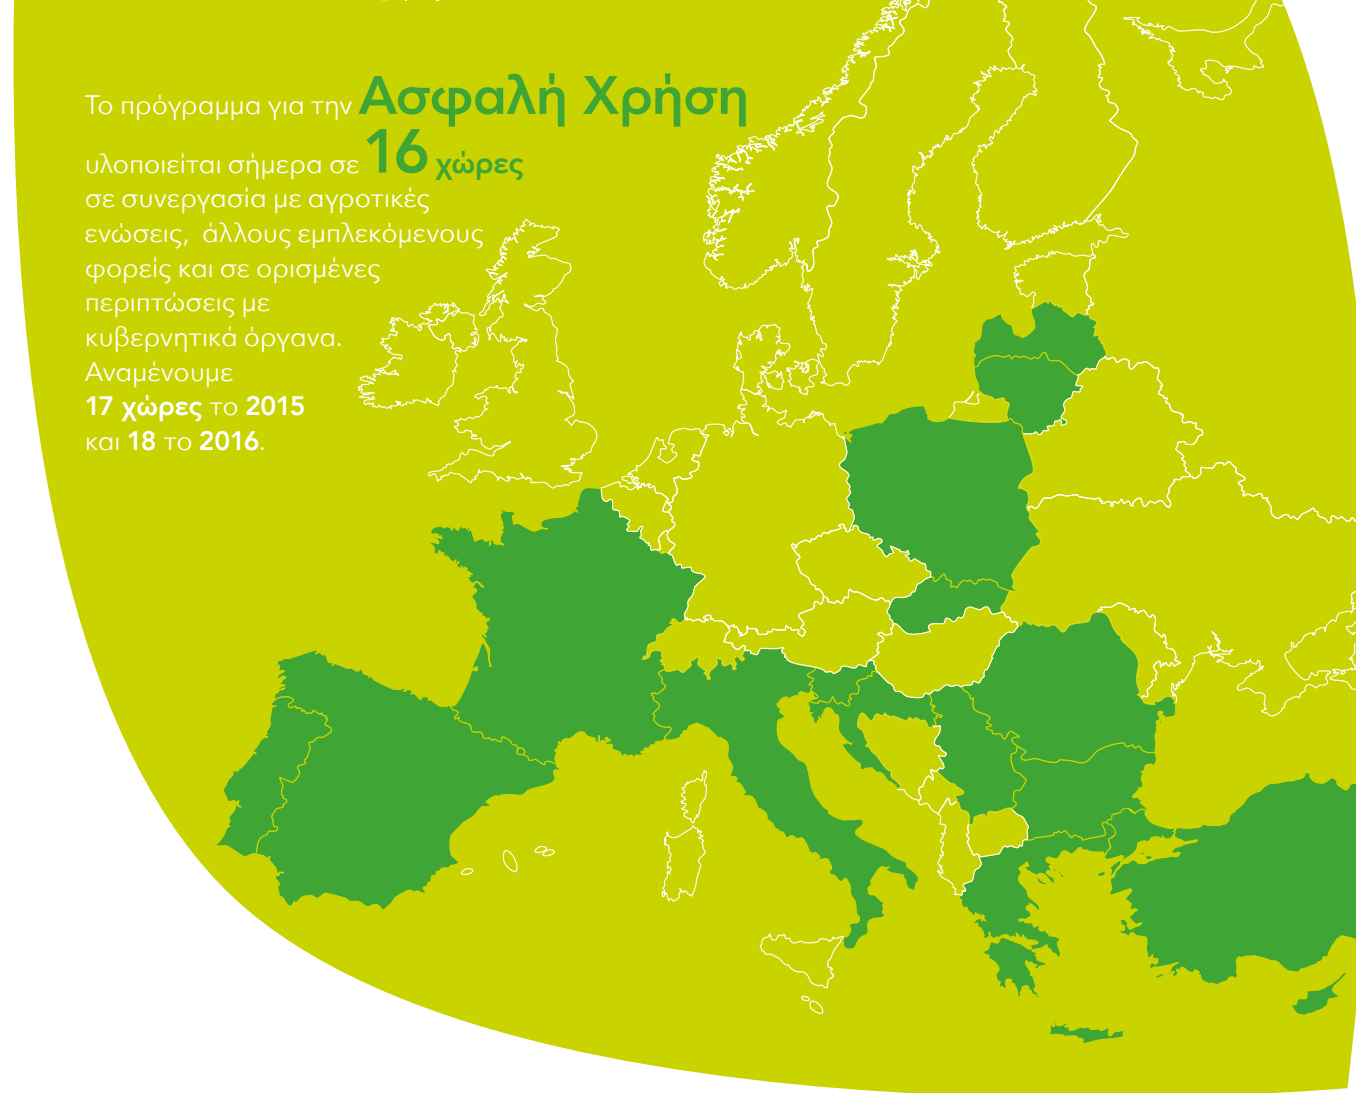 Το πρόγραμμα για την Ασφαλή Χρήση
υλοποιείται σήμερα σε 16 χώρες
σε συνεργασία με αγροτικές
ενώσεις, άλλους εμπλεκόμενους
φορείς και σε ορισμένες
περιπτώσεις με
κυβερνητικά όργανα.
Αναμένουμε
17 χώρες το 2015
και 18 το 2016.